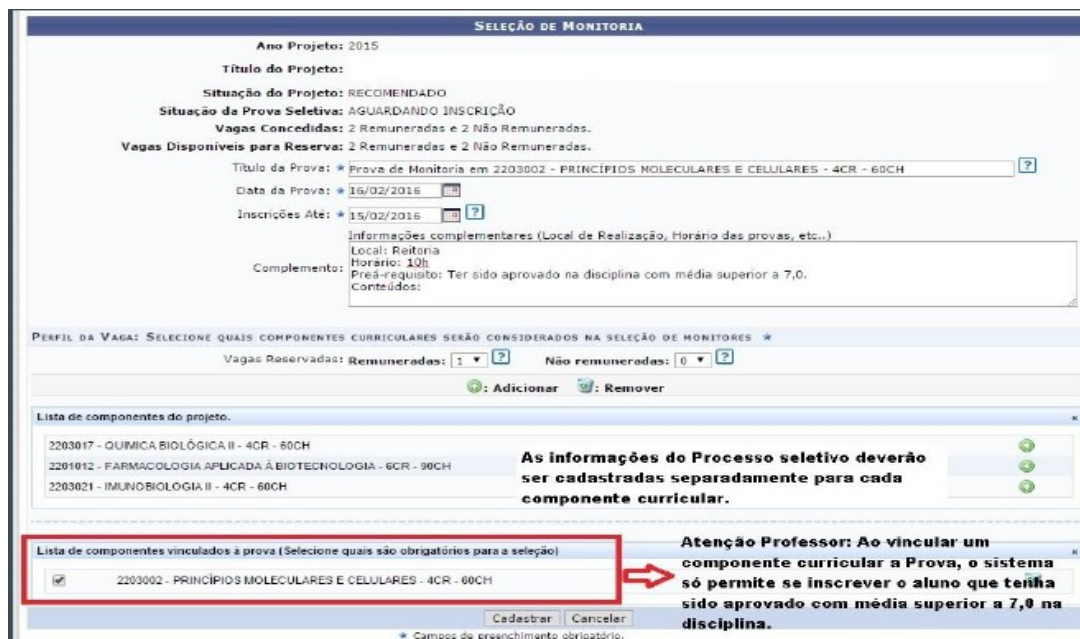 SELEÇÃO DE MONITORIA
Ano Projeto: 2015
Título do Projeto:
Situação do Projeto: RECOMENDADO
Situação da Prova Seletiva: AGUARDANDO INSCRIÇÃO
Vagas Concedidas: 2 Remuneradas e 2 Não Remuneradas.
Vagas Disponíveis para Reserva: 2 Remuneradas e 2 Não Remuneradas.
Título da Prova: * Prova de Monitoria em 2203002 - PRINCÍPIOS MOLECULARES E CELULARES - 4CR - 60CH ?
Data da Prova: * 16/02/2016
Inscrições Até: * 15/02/2016 ?
Informações complementares (Local de Realização, Horário das provas, etc..)
Complemento:
Local: Reitoria
Horário: 10h
Preá-requisito: Ter sido aprovado na disciplina com média superior a 7,0.
Conteúdos:
PERFIL DA VAGA: SELECIONE QUAIS COMPONENTES CURRICULARES SERÃO CONSIDERADOS NA SELEÇÃO DE MONITORES *
Vagas Reservadas: Remuneradas: 1 ? Não remuneradas: 0 ?
: Adicionar : Remover
Lista de componentes do projeto.
2203017 - QUIMICA BIOLÓGICA II - 4CR - 60CH
2201012 - FARMACOLOGIA APLICADA À BIOTECNOLOGIA - 6CR - 90CH
2203021 - IMUNOBIOLOGIA II - 4CR - 60CH
As informações do Processo seletivo deverão
ser cadastradas separadamente para cada
componente curricular.
Lista de componentes vinculados à prova (Selecione quais são obrigatórios para a seleção)
2203002 - PRINCÍPIOS MOLECULARES E CELULARES - 4CR - 60CH
Atenção Professor: Ao vincular um
componente curricular a Prova, o sistema
só permite se inscrever o aluno que tenha
sido aprovado com média superior a 7,0 na
disciplina.
Cadastrar Cancelar
* Campos de preenchimento obrigatório.